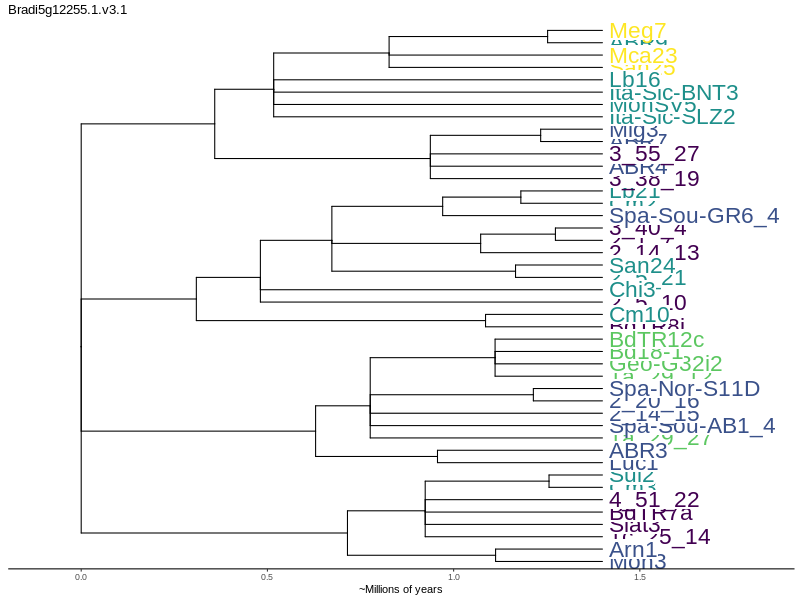 Bradi5g12255.1.v3.1
Meg7
Mca23
Lb16
Ita-Sic-BNT3
MonSV5
Ita-Sic-SLZ2
Mig3
3_55_27
ABR4
3_38_19
Lb21
Spa-Sou-GR6_4
3_40_4
2_14_13
San24
Chi3
Cm10
BdTR8i
BdTR12c
Bd18-1
Geo-G32i2
Spa-Nor-S11D
2_20_16
2_14_15
Spa-Sou-AB1_4
ABR3
Luc1
Sul2
4_51_22
BdTR7a
Slat3
Arn1
Mon3
0.0 0.5 1.0 1.5
~Millions of years